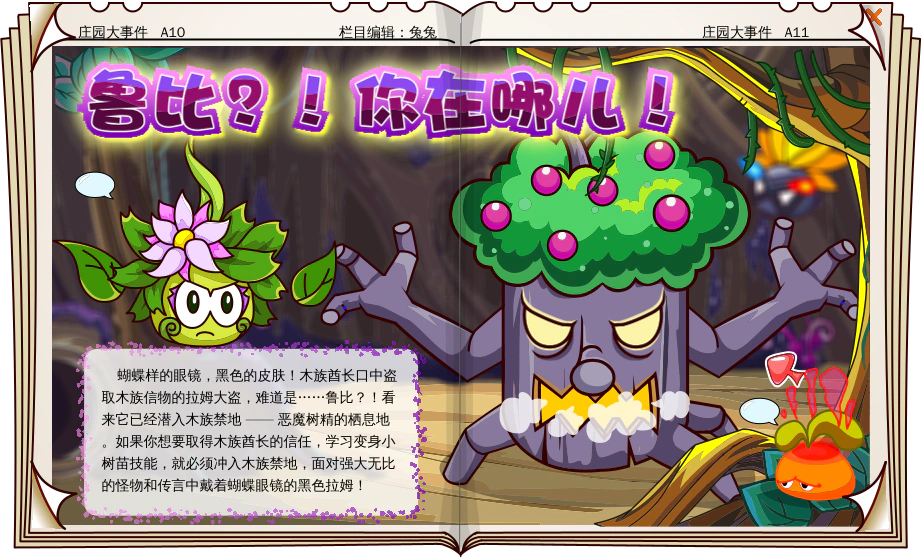 庄园大事件 A10
栏目编辑：兔兔
庄园大事件 A11
鲁比？！你在哪儿！
蝴蝶样的眼镜，黑色的皮肤！木族酋长口中盗
取木族信物的拉姆大盗，难道是……鲁比？！看
来它已经潜入木族禁地 —— 恶魔树精的栖息地
。如果你想要取得木族酋长的信任，学习变身小
树苗技能，就必须冲入木族禁地，面对强大无比
的怪物和传言中戴着蝴蝶眼镜的黑色拉姆！